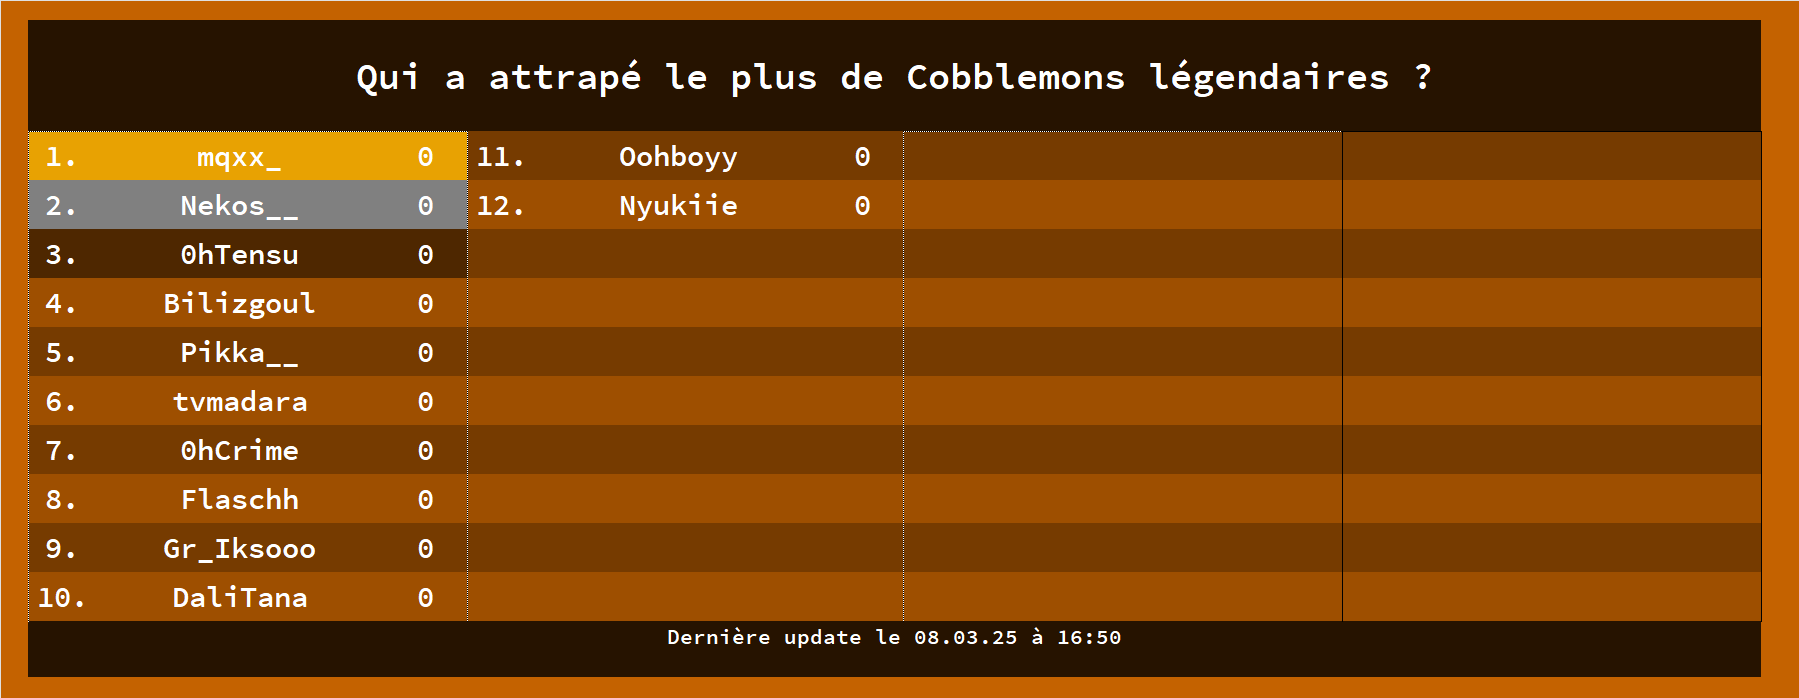 Qui a attrapé le plus de Cobblemons légendaires ?
1. mqxx_ 0
2. Nekos__ 0
3. 0hTensu 0
4. Bilizgoul 0
5. Pikka__ 0
6. tvmadara 0
7. 0hCrime 0
8. Flaschh 0
9. Gr_Iksooo 0
10. DaliTana 0
11. Oohboyy 0
12. Nyukiie 0
Dernière update le 08.03.25 à 16:50